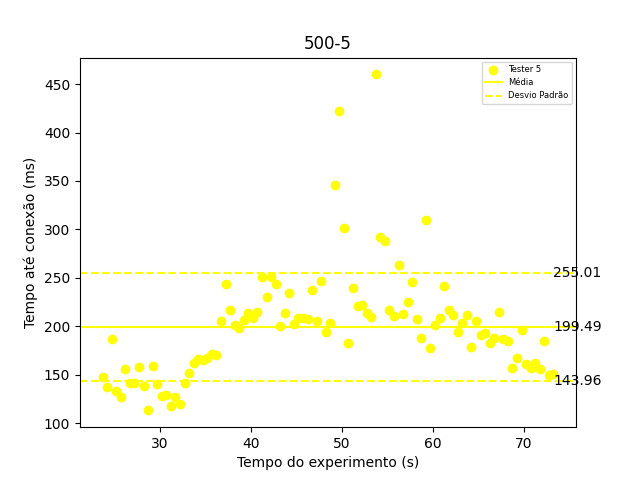 500-5
Tester 5
Média
Desvio Padrão
Tempo até conexão (ms)
450
400
350
300
250
200
150
100
255.01
199.49
143.96
30 40 50 60 70
Tempo do experimento (s)